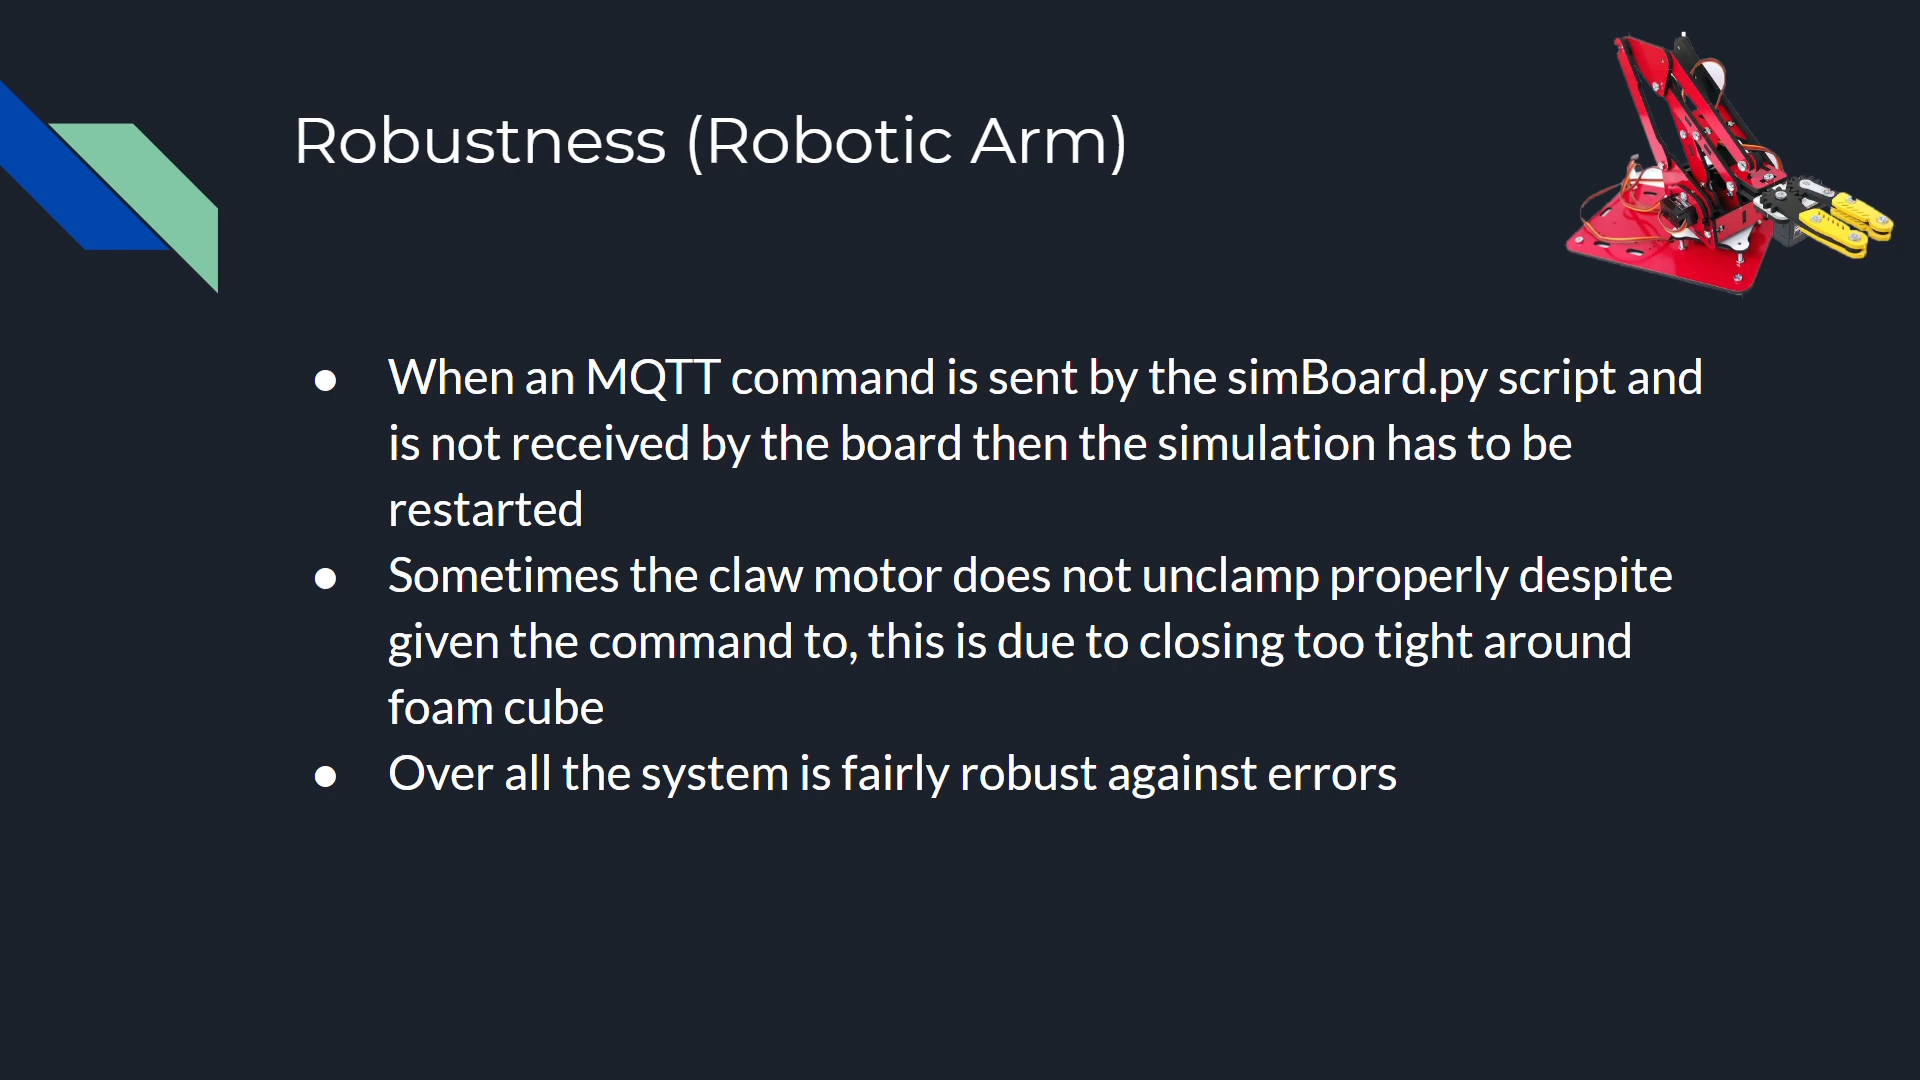 Robustness (Robotic Arm)
● When an MQTT command is sent by the simBoard.py script and
is not received by the board then the simulation has to be
restarted
● Sometimes the claw motor does not unclamp properly despite
given the command to, this is due to closing too tight around
foam cube
● Over all the system is fairly robust against errors